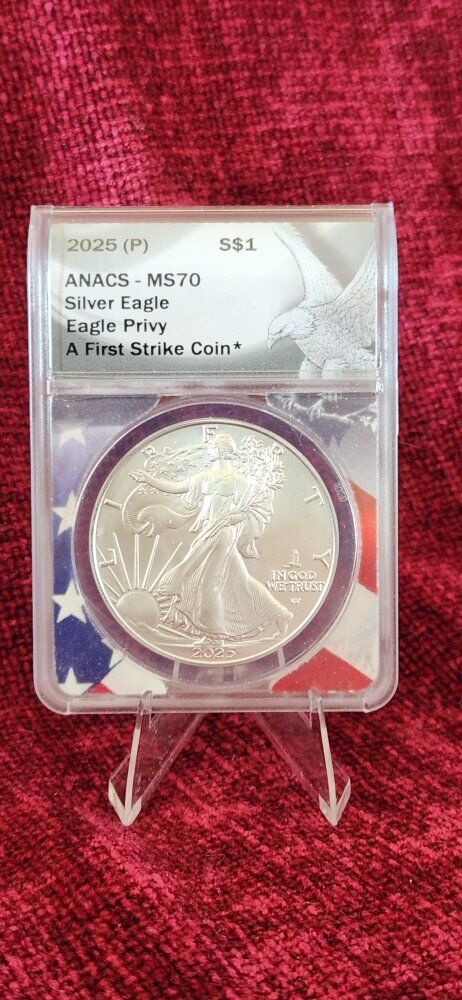 2025 (P) S$1
ANACS - MS70
Silver Eagle
Eagle Privy
A First Strike Coin*
LIBERTY
IN GOD
WE TRUST
W
2025